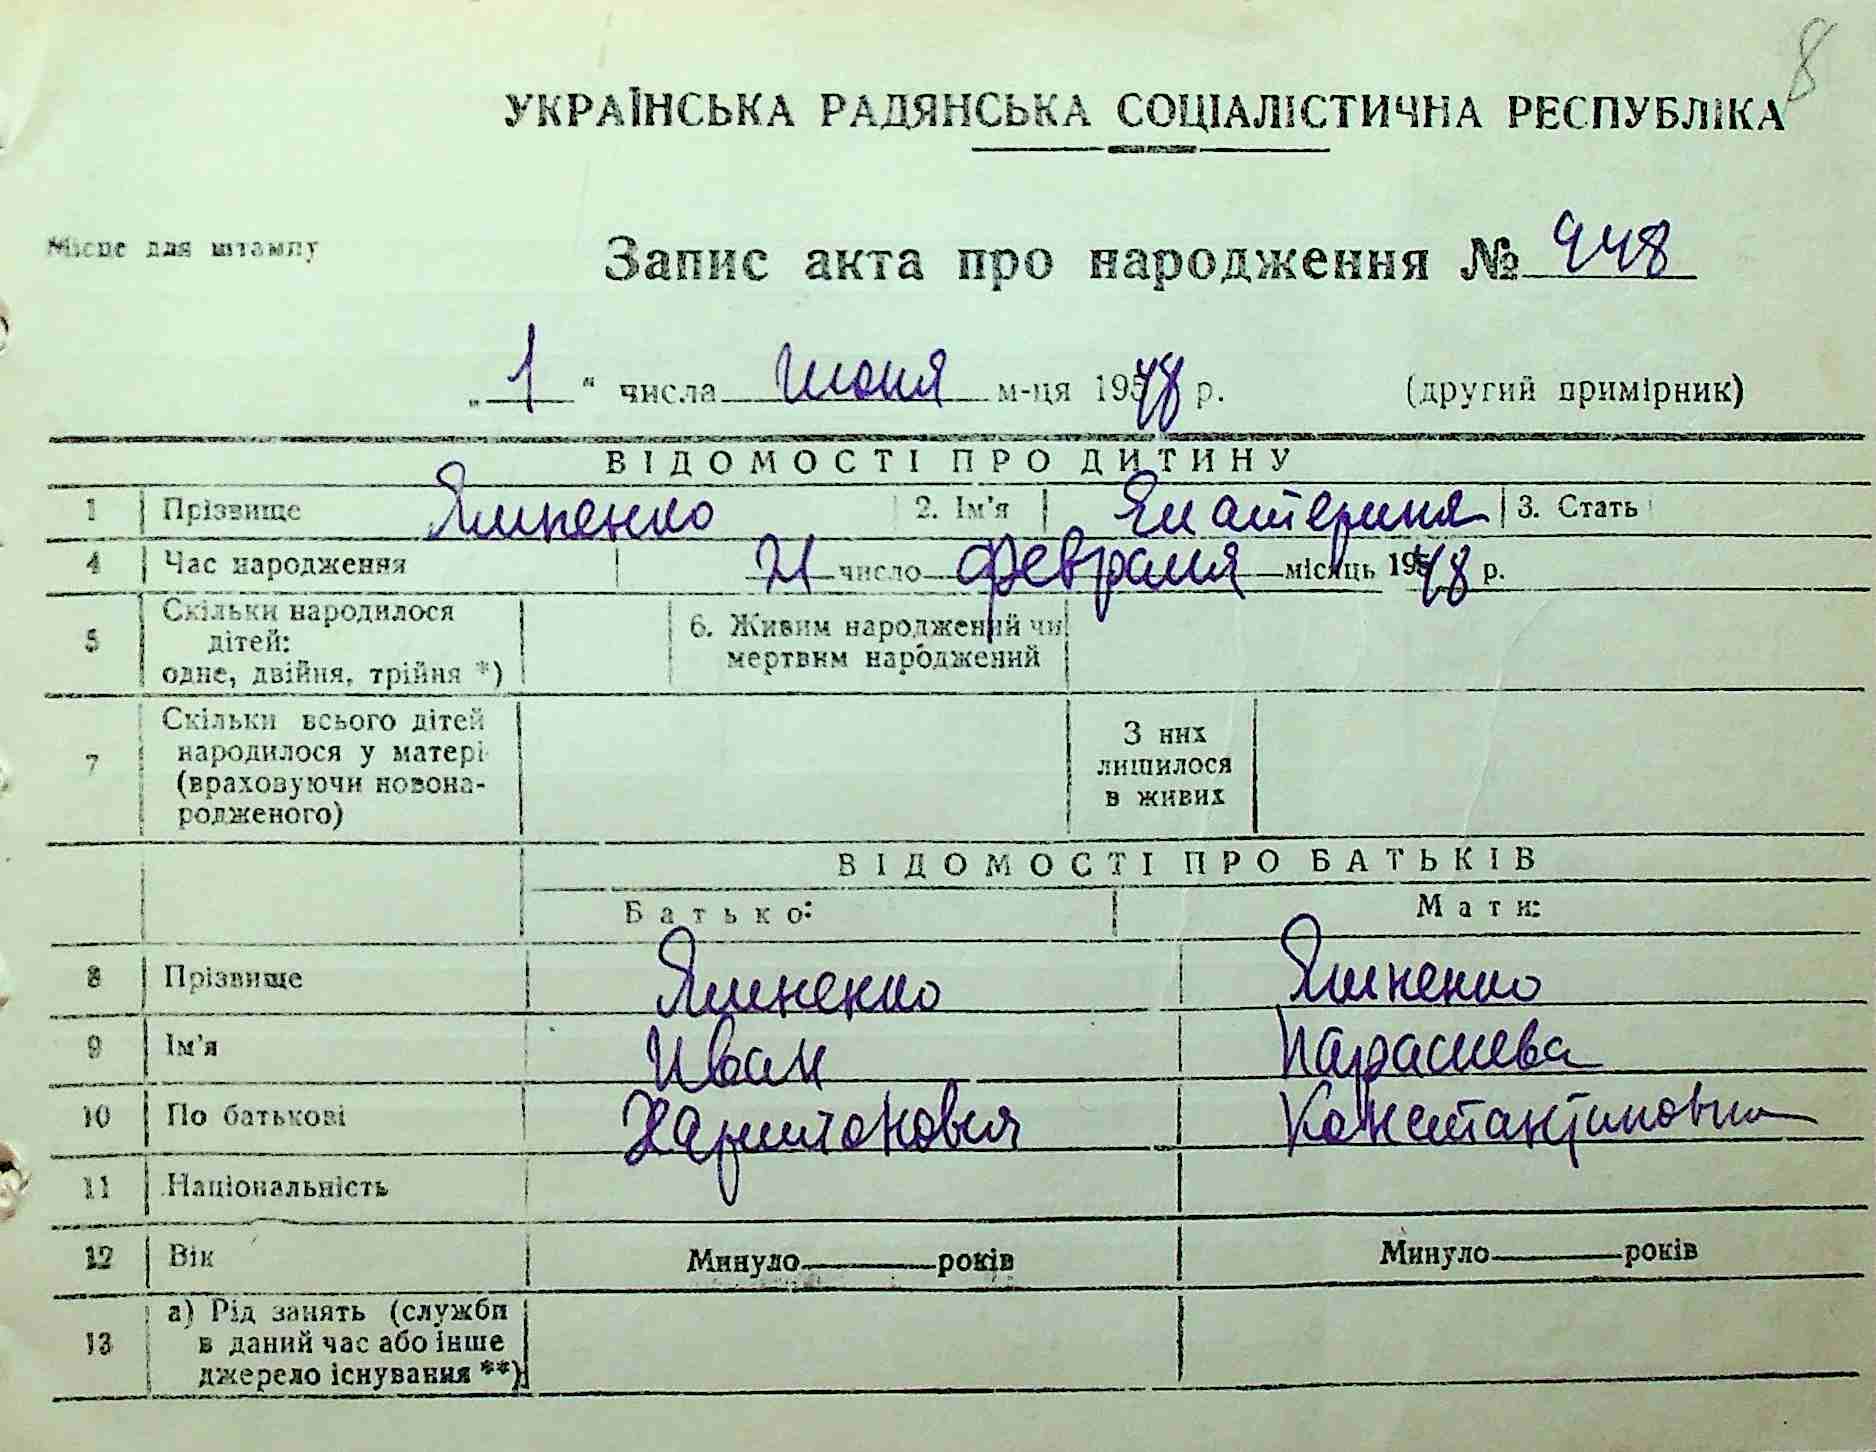 8
УКРАЇНСЬКА РАДЯНСЬКА СОЦІАЛІСТИЧНА РЕСПУБЛІКА
Місце для штампу
Запис акта про народження № 448
„ 1 " числа июня м-ця 1948 р. (другий примірник)
ВІДОМОСТІ ПРО ДИТИНУ
1 Прізвище 2. Ім'я Екатерина 3. Стать
4 Час народження 21 число февраля місяць 1948 р.
5 Скільки народилося дітей: одне, двійня, трійня *) 6. Живим народжений чи мертвим народжений
7 Скільки всього дітей народилося у матері (враховуючи новона-родженого) З них лишилося в живих
ВІДОМОСТІ ПРО БАТЬКІВ
Батько: Мати:
8 Прізвище
9 Ім'я Иван Параскева
10 По батькові Харитонович Константиновна
11 Національність
12 Вік Минуло років Минуло років
13 а) Рід занять (служби в даний час або інше джерело існування **)